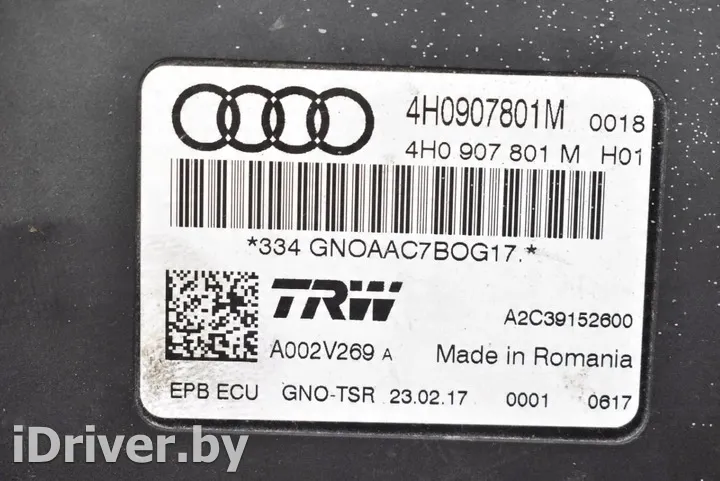 4H0907801M 0018
4H0 907 801 M H01
*334 GNOAAC7BOG17.*
TRW A2C39152600
A002V269 A Made in Romania
EPB ECU GNO-TSR 23.02.17 0001 0617
iDriver.by